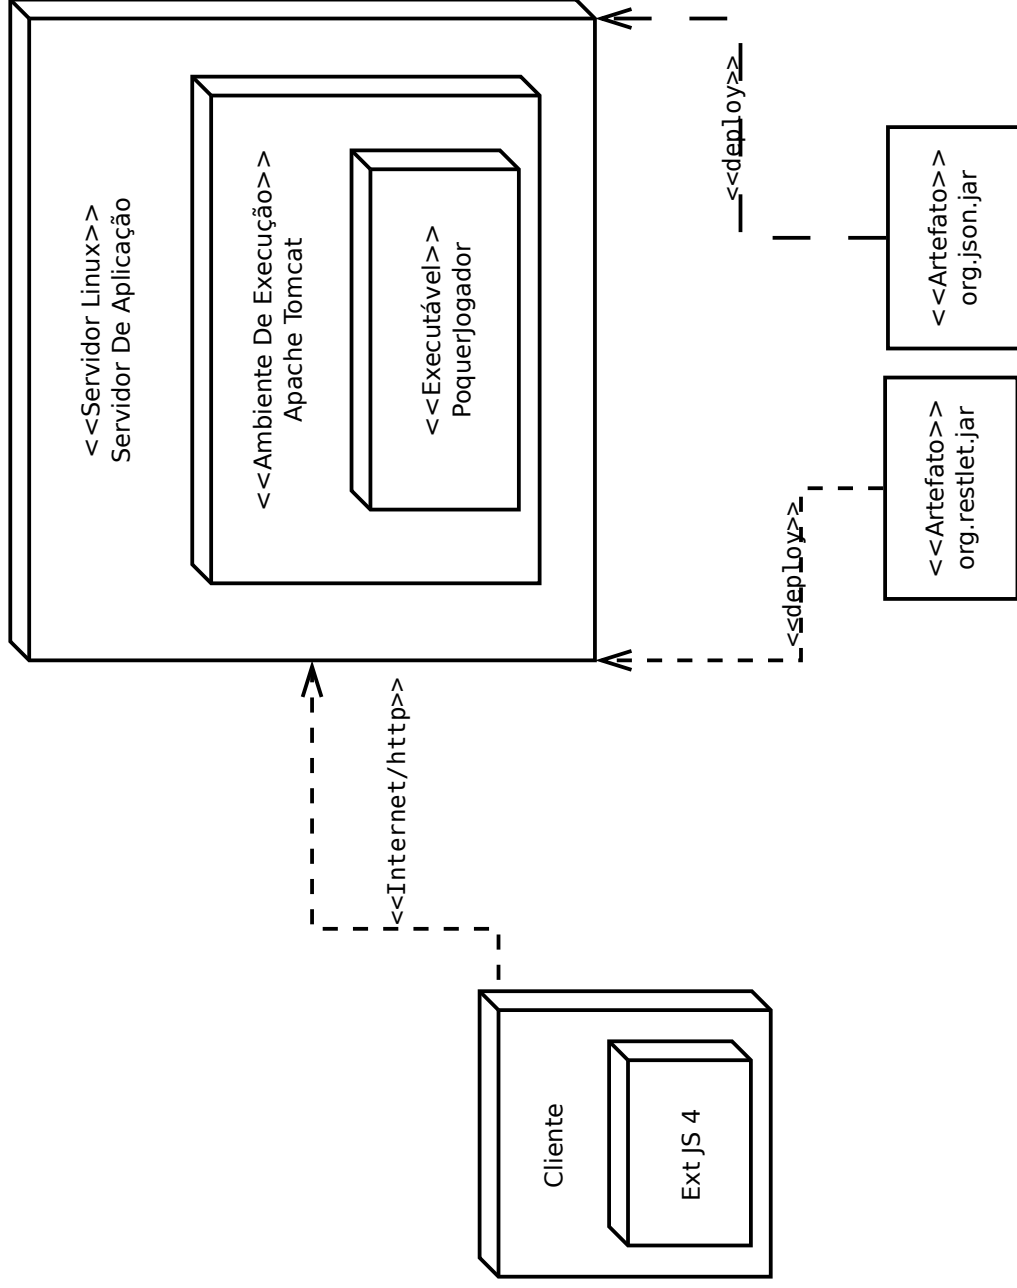 <<Servidor Linux>>
Servidor De Aplicação
<<Ambiente De Execução>>
Apache Tomcat
<<Executável>>
PoquerJogador
<<Internet/http>>
Cliente
Ext JS 4
<<deploy>>
<<deploy>>
<<Artefato>>
org.restlet.jar
<<Artefato>>
org.json.jar